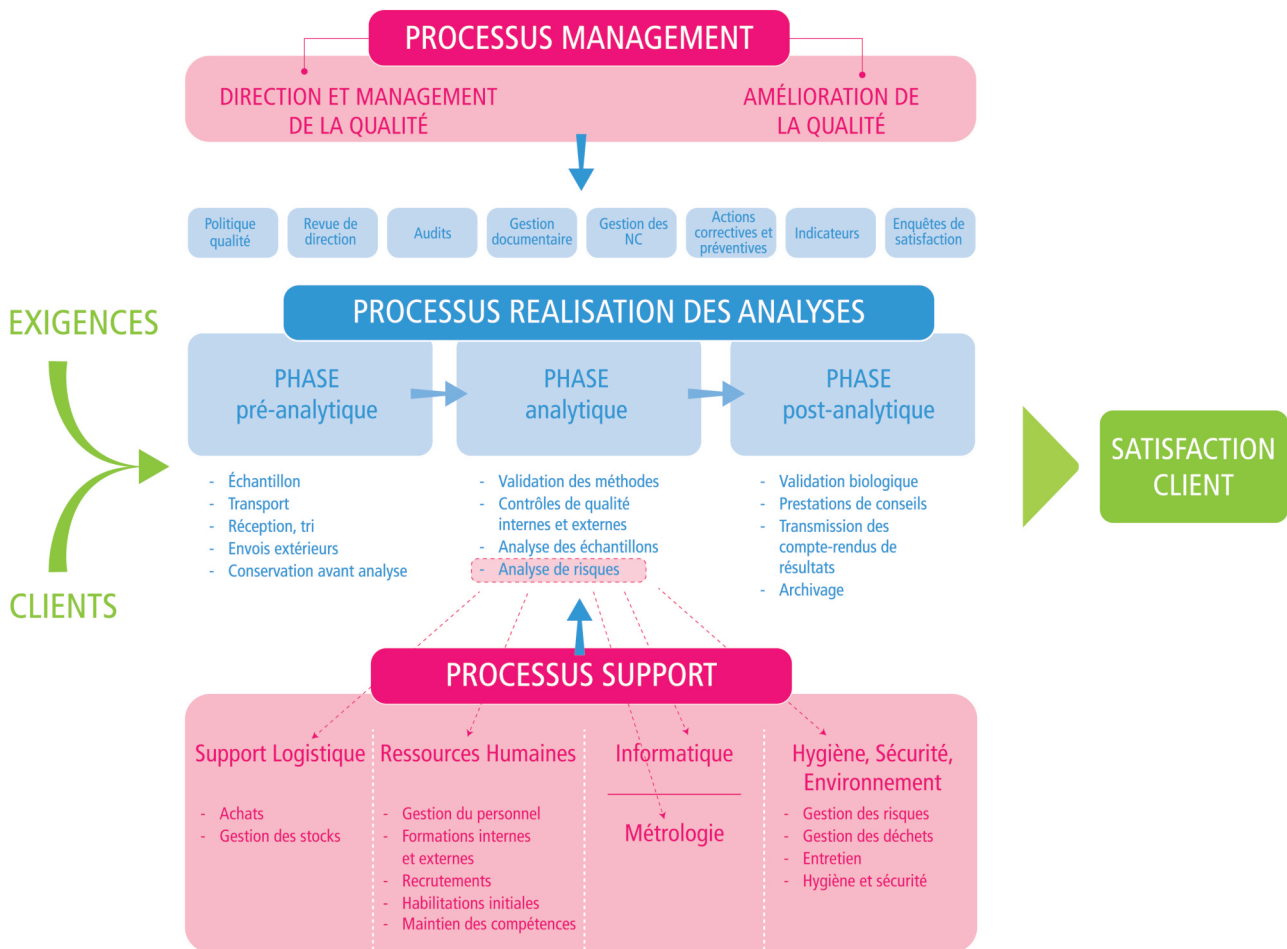 PROCESSUS MANAGEMENT
DIRECTION ET MANAGEMENT
DE LA QUALITÉ
AMÉLIORATION DE
LA QUALITÉ
Politique
qualité
Revue de
direction
Audits
Gestion
documentaire
Gestion des
NC
Actions
correctives et
préventives
Indicateurs
Enquêtes de
satisfaction
EXIGENCES
CLIENTS
PROCESSUS REALISATION DES ANALYSES
PHASE
pré-analytique
- Échantillon
- Transport
- Réception, tri
- Envois extérieurs
- Conservation avant analyse
PHASE
analytique
- Validation des méthodes
- Contrôles de qualité
internes et externes
- Analyse des échantillons
- Analyse de risques
PHASE
post-analytique
- Validation biologique
- Prestations de conseils
- Transmission des
compte-rendus de
résultats
- Archivage
SATISFACTION
CLIENT
PROCESSUS SUPPORT
Support Logistique
- Achats
- Gestion des stocks
Ressources Humaines
- Gestion du personnel
- Formations internes
et externes
- Recrutements
- Habilitations initiales
- Maintien des compétences
Informatique
Métrologie
Hygiène, Sécurité,
Environnement
- Gestion des risques
- Gestion des déchets
- Entretien
- Hygiène et sécurité